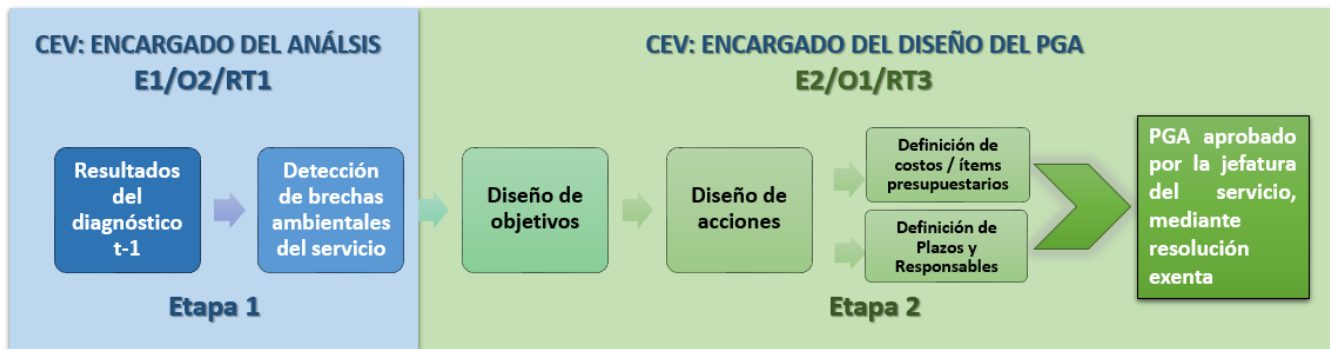 CEV: ENCARGADO DEL ANÁLSIS
E1/O2/RT1
CEV: ENCARGADO DEL DISEÑO DEL PGA
E2/O1/RT3
Resultados
del
diagnóstico
t-1
Detección
de brechas
ambientales
del servicio
Diseño de
objetivos
Diseño de
acciones
Definición de
costos / ítems
presupuestarios
Definición de
Plazos y
Responsables
PGA aprobado
por la jefatura
del servicio,
mediante
resolución
exenta
Etapa 1
Etapa 2